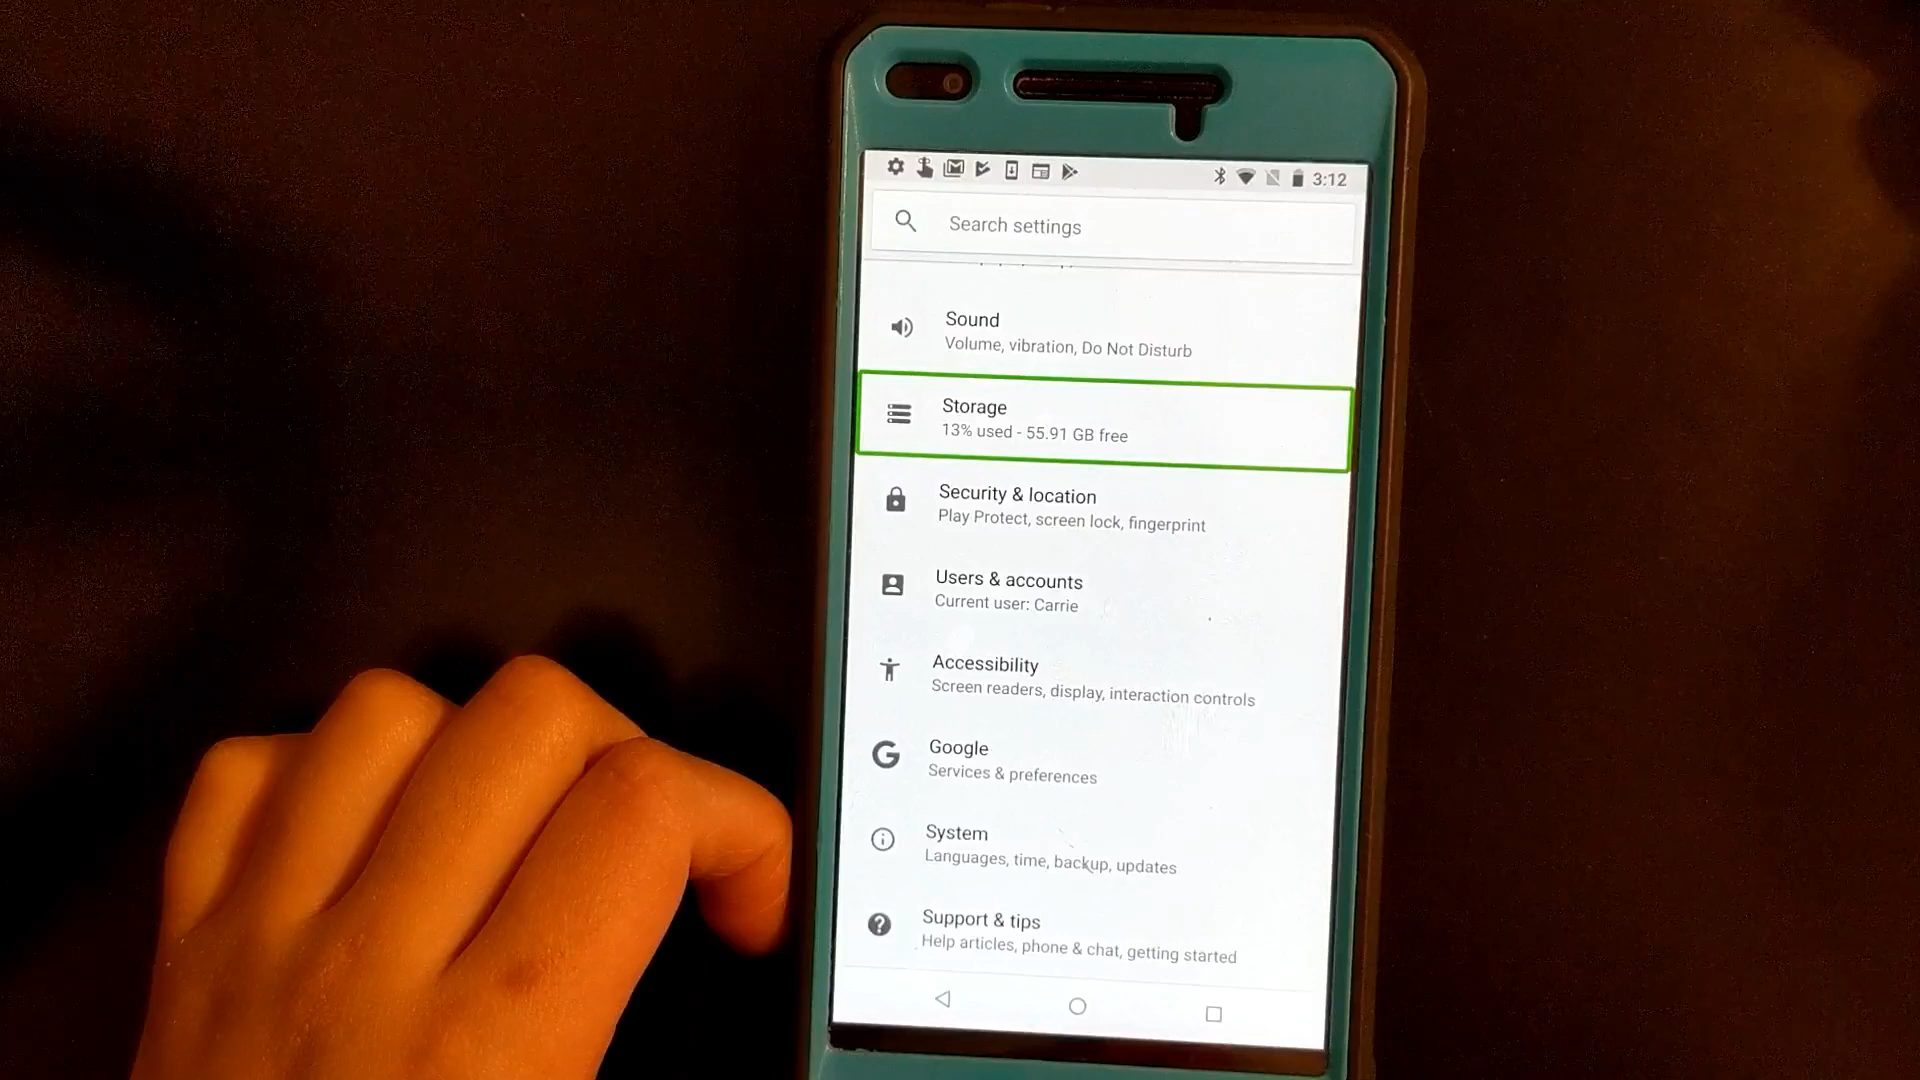 3:12
Search settings
Sound
Volume, vibration, Do Not Disturb
Storage
13% used - 55.91 GB free
Security & location
Play Protect, screen lock, fingerprint
Users & accounts
Current user: Carrie
Accessibility
Screen readers, display, interaction controls
Google
Services & preferences
System
Languages, time, backup, updates
Support & tips
Help articles, phone & chat, getting started